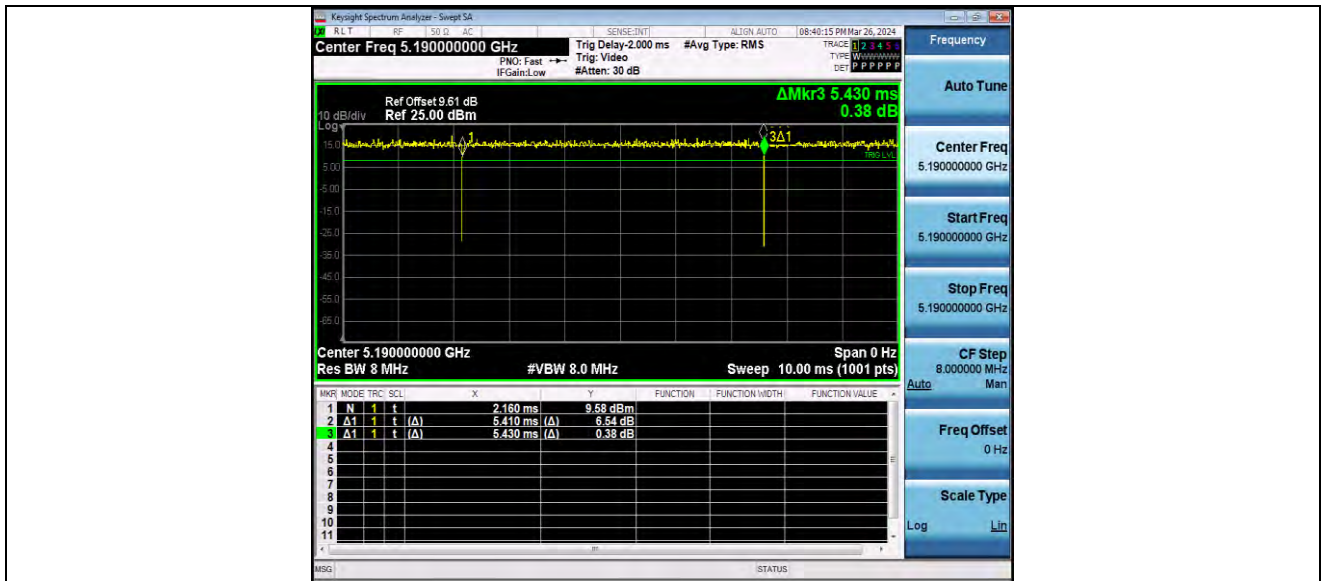 Keysight Spectrum Analyzer - Swept SA
RLT RF 50 Ω AC SENSE:INT ALIGN AUTO 08:40:15 PM Mar 26, 2024
Center Freq 5.190000000 GHz
Trig Delay-2.000 ms #Avg Type: RMS
TRACE 1 2 3 4 5 6
PNO: Fast Trig: Video
TYPE W
IFGain:Low #Atten: 30 dB
DET P P P P P P
Frequency
Auto Tune
ΔMkr3 5.430 ms
0.38 dB
Ref Offset 9.61 dB
10 dB/div Ref 25.00 dBm
Log
15.0
5.00
-5.00
-15.0
-25.0
-35.0
-45.0
-55.0
-65.0
1
3Δ1
TRIG LVL
Center 5.190000000 GHz Span 0 Hz
Res BW 8 MHz #VBW 8.0 MHz Sweep 10.00 ms (1001 pts)
MKR MODE TRC SCL X Y FUNCTION FUNCTION WIDTH FUNCTION VALUE
1 N 1 t 2.160 ms 9.58 dBm
2 Δ1 1 t (Δ) 5.410 ms (Δ) 6.54 dB
3 Δ1 1 t (Δ) 5.430 ms (Δ) 0.38 dB
4
5
6
7
8
9
10
11
Center Freq
5.190000000 GHz
Start Freq
5.190000000 GHz
Stop Freq
5.190000000 GHz
CF Step
8.000000 MHz
Auto Man
Freq Offset
0 Hz
Scale Type
Log Lin
MSG STATUS